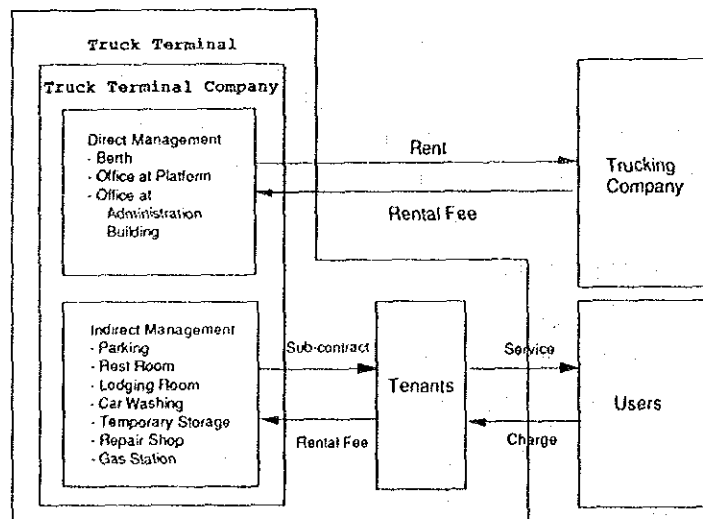 Truck Terminal
Truck Terminal Company
Direct Management
- Berth
- Office at Platform
- Office at
Administration
Building
Rent
Rental Fee
Trucking
Company
Indirect Management
- Parking
- Rest Room
- Lodging Room
- Car Washing
- Temporary Storage
- Repair Shop
- Gas Station
Sub-contract
Rental Fee
Tenants
Service
Charge
Users